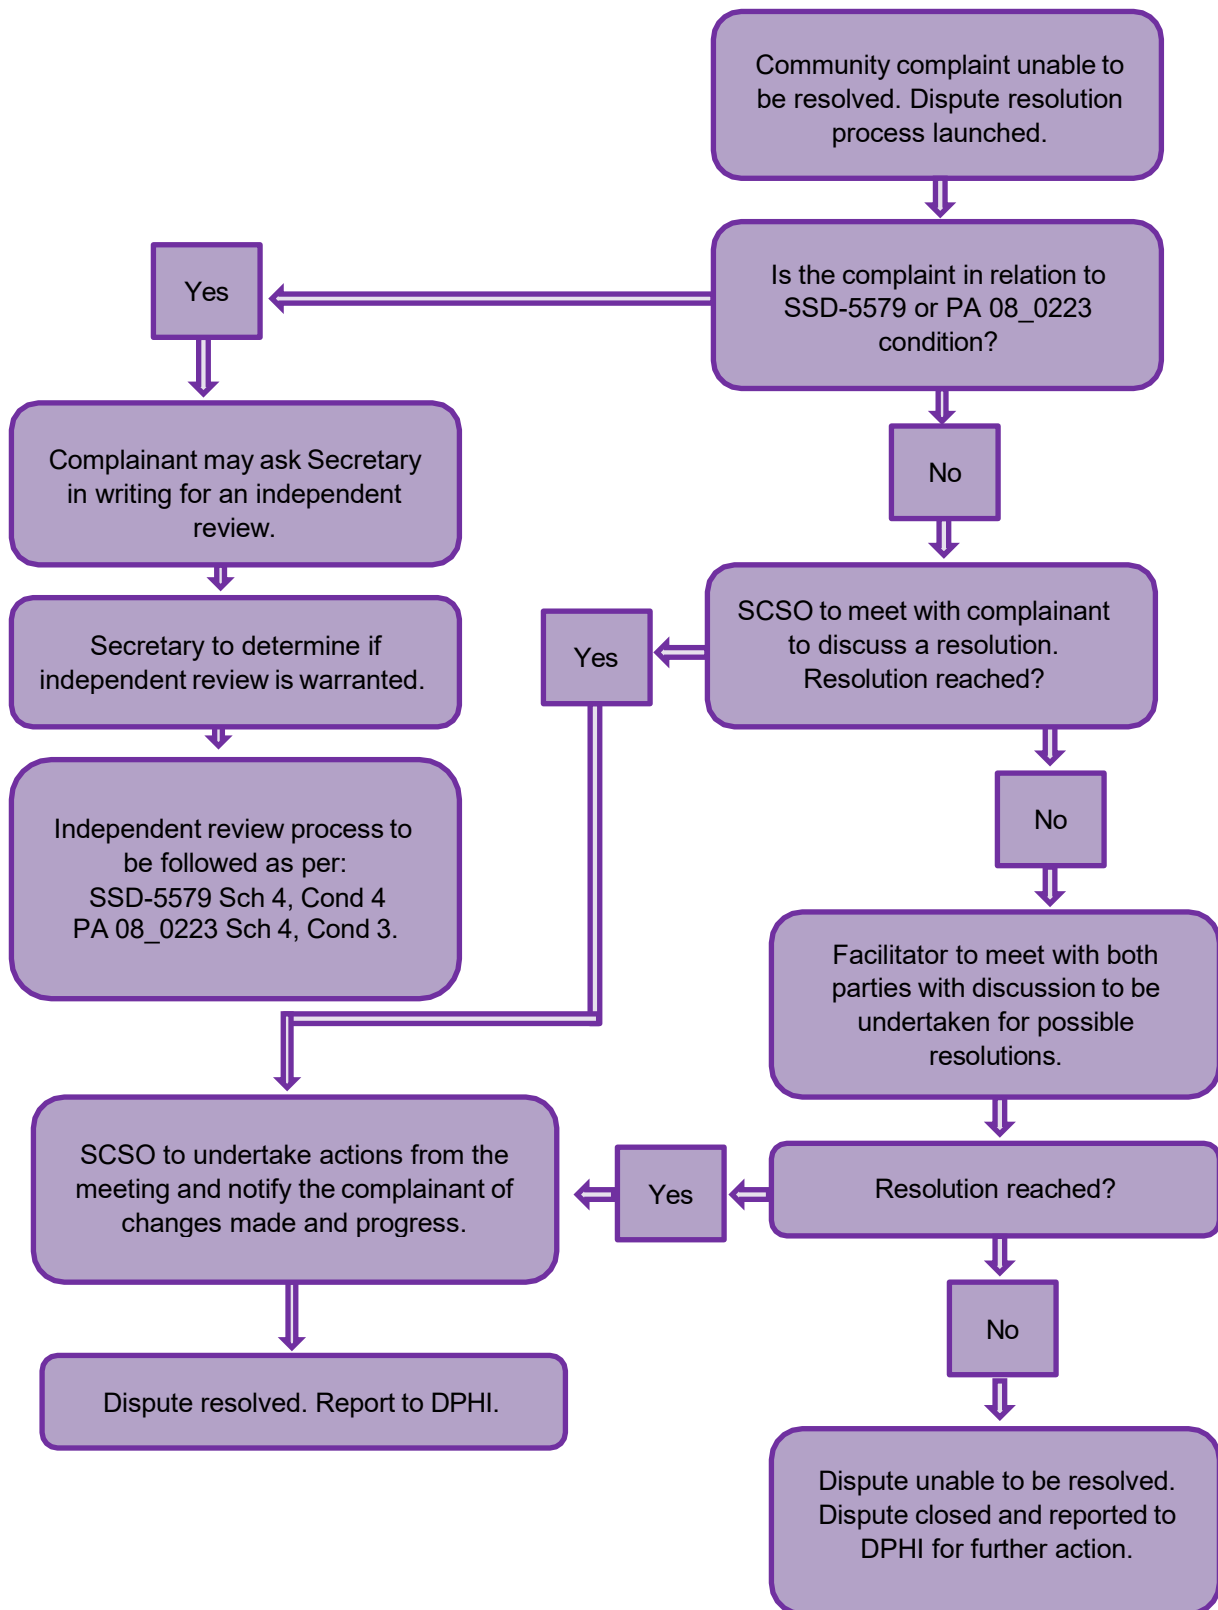 Community complaint unable to
be resolved. Dispute resolution
process launched.
Is the complaint in relation to
SSD-5579 or PA 08_0223
condition?
Yes
Complainant may ask Secretary
in writing for an independent
review.
Secretary to determine if
independent review is warranted.
Independent review process to
be followed as per:
SSD-5579 Sch 4, Cond 4
PA 08_0223 Sch 4, Cond 3.
No
SCSO to meet with complainant
to discuss a resolution.
Resolution reached?
Yes
No
Facilitator to meet with both
parties with discussion to be
undertaken for possible
resolutions.
Resolution reached?
Yes
SCSO to undertake actions from the
meeting and notify the complainant of
changes made and progress.
Dispute resolved. Report to DPHI.
No
Dispute unable to be resolved.
Dispute closed and reported to
DPHI for further action.